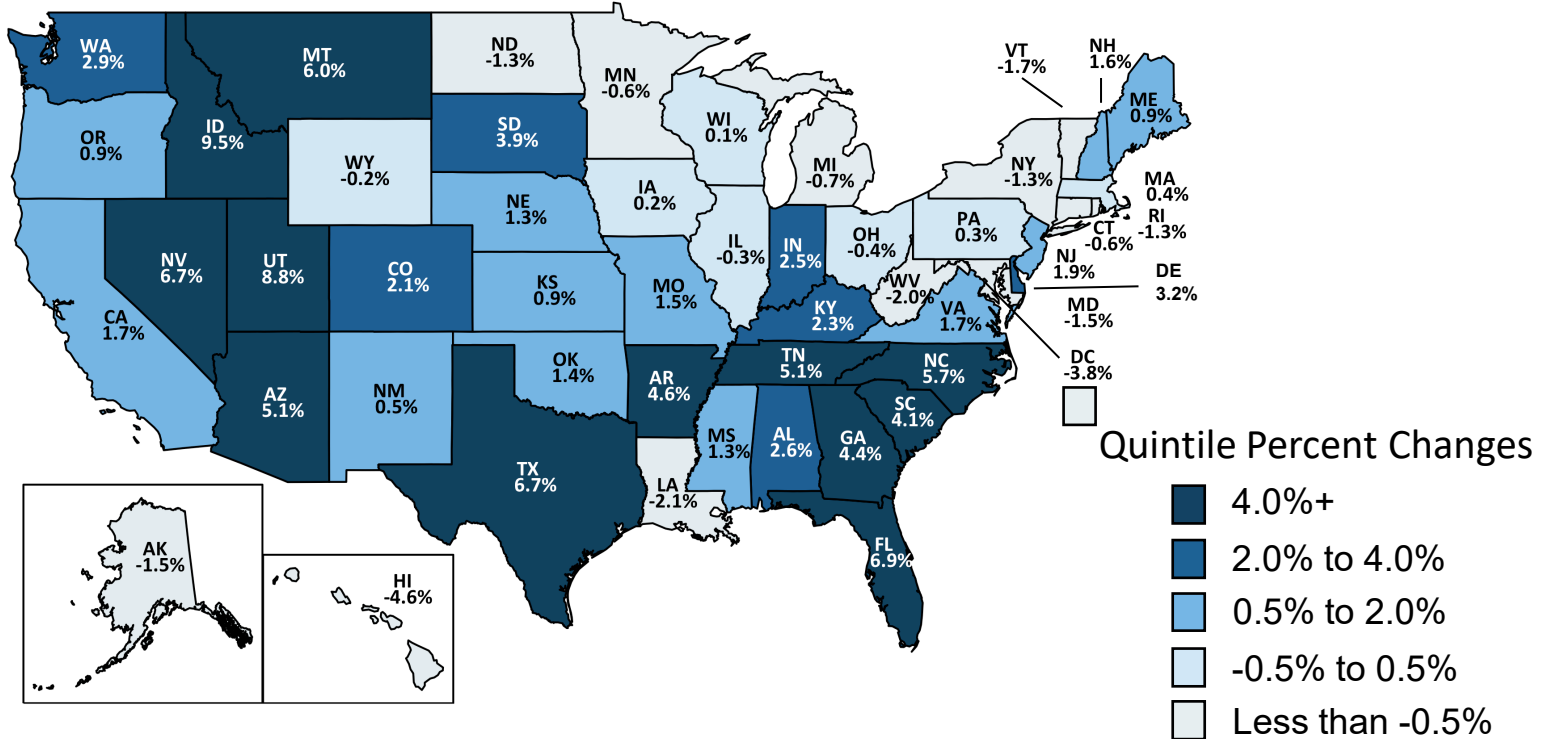 WA
2.9%
MT
6.0%
ND
-1.3%
MN
-0.6%
VT
-1.7%
NH
1.6%
ME
0.9%
OR
0.9%
ID
9.5%
WY
-0.2%
SD
3.9%
WI
0.1%
MI
-0.7%
NY
-1.3%
MA
0.4%
RI
-1.3%
CT
-0.6%
NE
1.3%
IA
0.2%
PA
0.3%
NJ
1.9%
DE
3.2%
NV
6.7%
UT
8.8%
CO
2.1%
KS
0.9%
MO
1.5%
IL
-0.3%
IN
2.5%
OH
-0.4%
WV
-2.0%
VA
1.7%
MD
-1.5%
DC
-3.8%
CA
1.7%
KY
2.3%
AZ
5.1%
NM
0.5%
OK
1.4%
AR
4.6%
TN
5.1%
NC
5.7%
SC
4.1%
TX
6.7%
LA
-2.1%
MS
1.3%
AL
2.6%
GA
4.4%
FL
6.9%
AK
-1.5%
HI
-4.6%
Quintile Percent Changes
4.0%+
2.0% to 4.0%
0.5% to 2.0%
-0.5% to 0.5%
Less than -0.5%